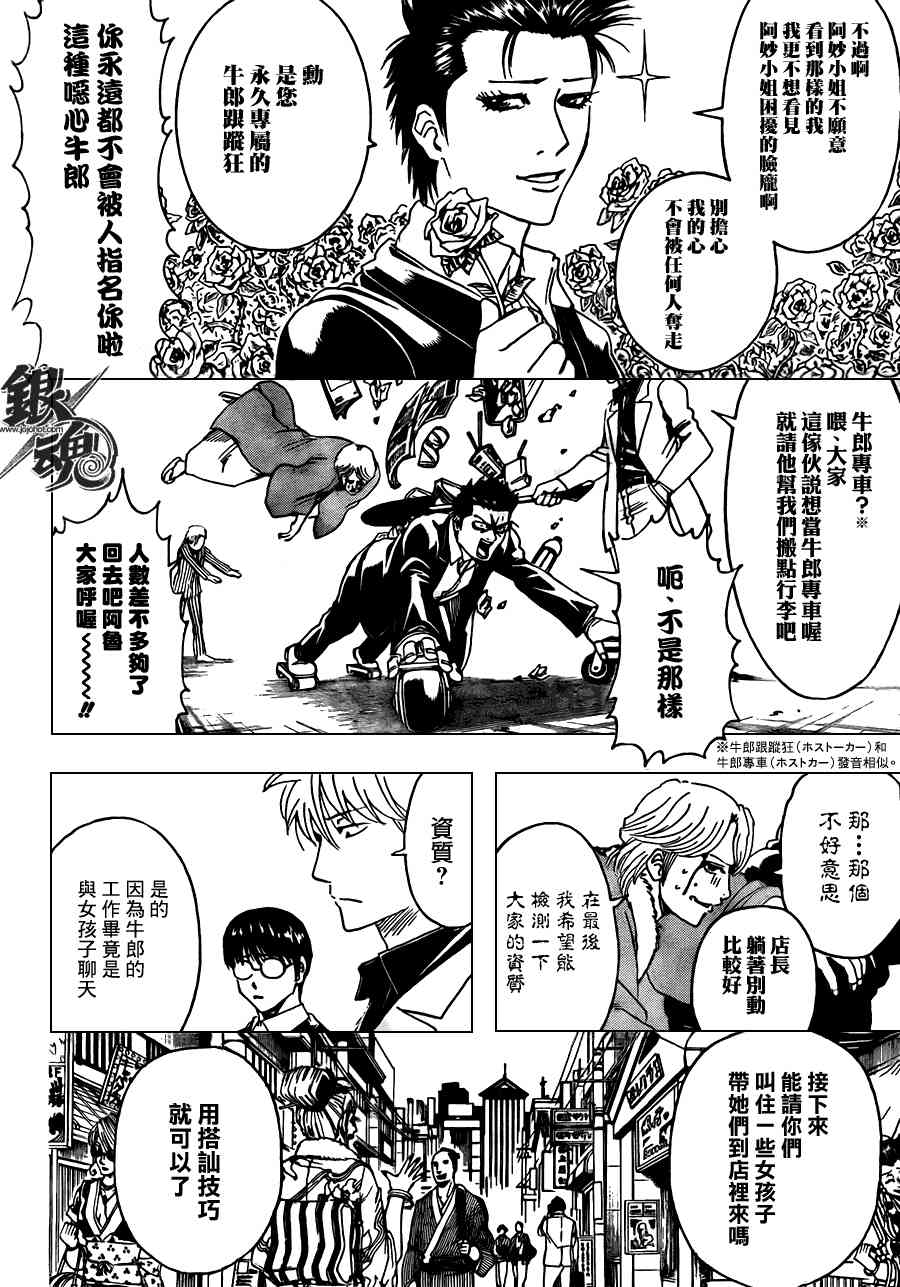 不過啊
阿妙小姐不願意
看到那樣的我
我更不想看見
阿妙小姐困擾的臉龐啊
別擔心
我的心
不會被任何人奪走
動
是您
永久專屬的
牛郎跟蹤狂
你永遠都不會被人指名你啦
這種噁心牛郎
銀魂
www.jojohot.com
牛郎專車？※
喂、大家
這傢伙說想當牛郎專車喔
就請他幫我們搬點行李吧
呃、不是那樣
人數差不多夠了
回去吧阿魯
大家呼喔～～～～!!
※牛郎跟蹤狂（ホストーカー）和
牛郎專車（ホストカー）發音相似。
那…那個
不好意思
店長
躺著別動
比較好
在最後
我希望能
檢測一下
大家的資質
資質？
是的
因為牛郎的
工作畢竟是
與女孩子聊天
接下來
能請你們
叫住一些女孩子
帶她們到店裡來嗎
用搭訕技巧
就可以了